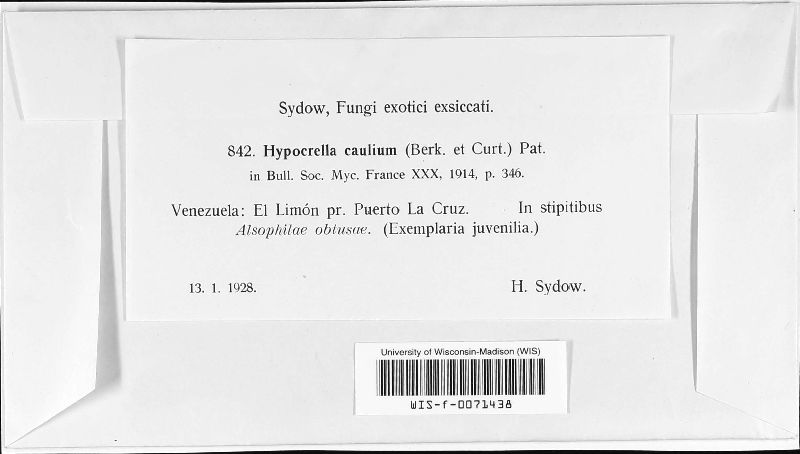 Sydow, Fungi exotici exsiccati.
842. Hypocrella caulium (Berk. et Curt.) Pat.
in Bull. Soc. Myc. France XXX, 1914, p. 346.
Venezuela: El Limón pr. Puerto La Cruz. In stipitibus
Alsophilae obtusae. (Exemplaria juvenilia.)
13. 1. 1928. H. Sydow.
University of Wisconsin-Madison (WIS)
WIS-f-0071438